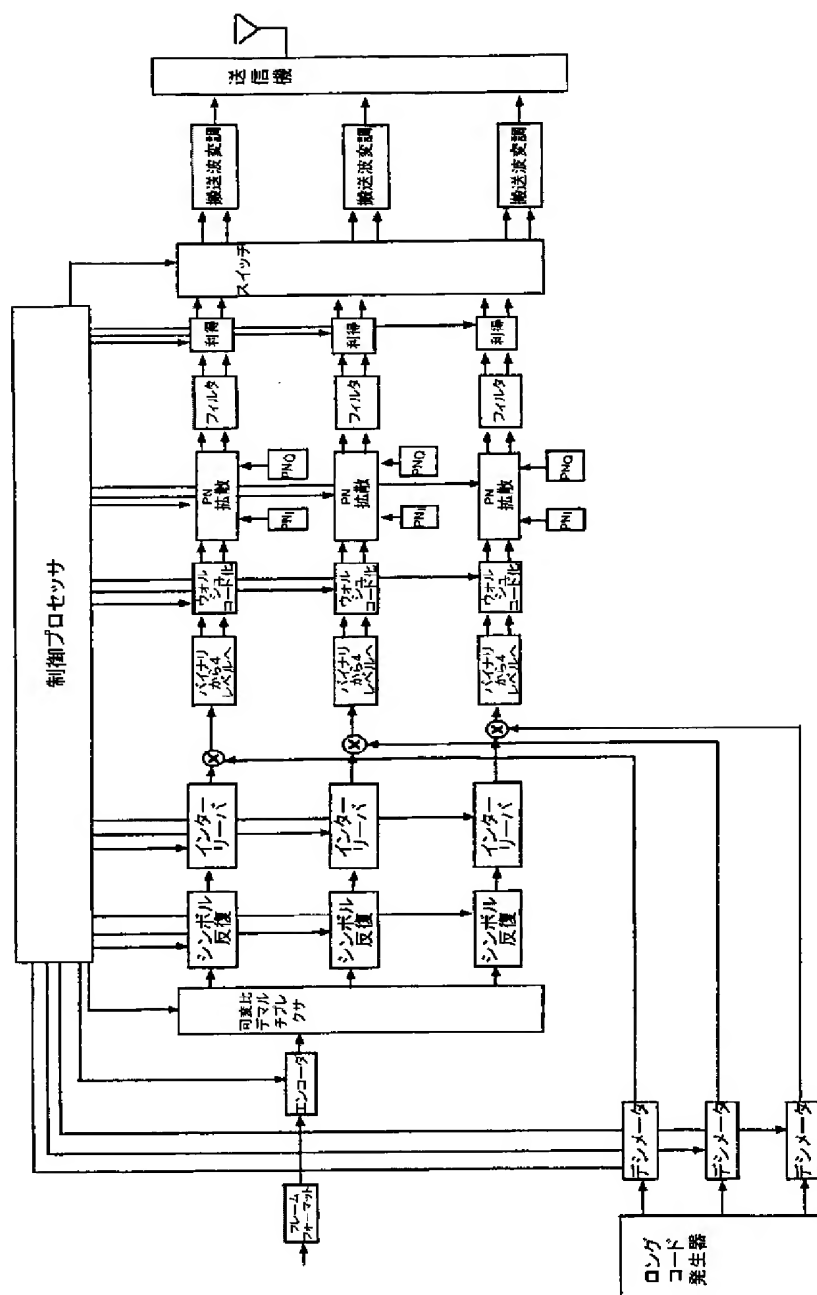 制御プロセッサ
フレーム
フォーマット
エンコーダ
可変比
デマル
チプレ
クサ
シンボル
反復
インター
リーバ
バイナリ
から4
レベルへ
ウォル
シュ
コード化
PN
拡散
PNI
PNQ
フィルタ
利得
スイッチ
搬送波変調
送信機
シンボル
反復
インター
リーバ
バイナリ
から4
レベルへ
ウォル
シュ
コード化
PN
拡散
PNI
PNQ
フィルタ
利得
搬送波変調
シンボル
反復
インター
リーバ
バイナリ
から4
レベルへ
ウォル
シュ
コード化
PN
拡散
PNI
PNQ
フィルタ
利得
搬送波変調
ロング
コード
発生器
デシメータ
デシメータ
デシメータ